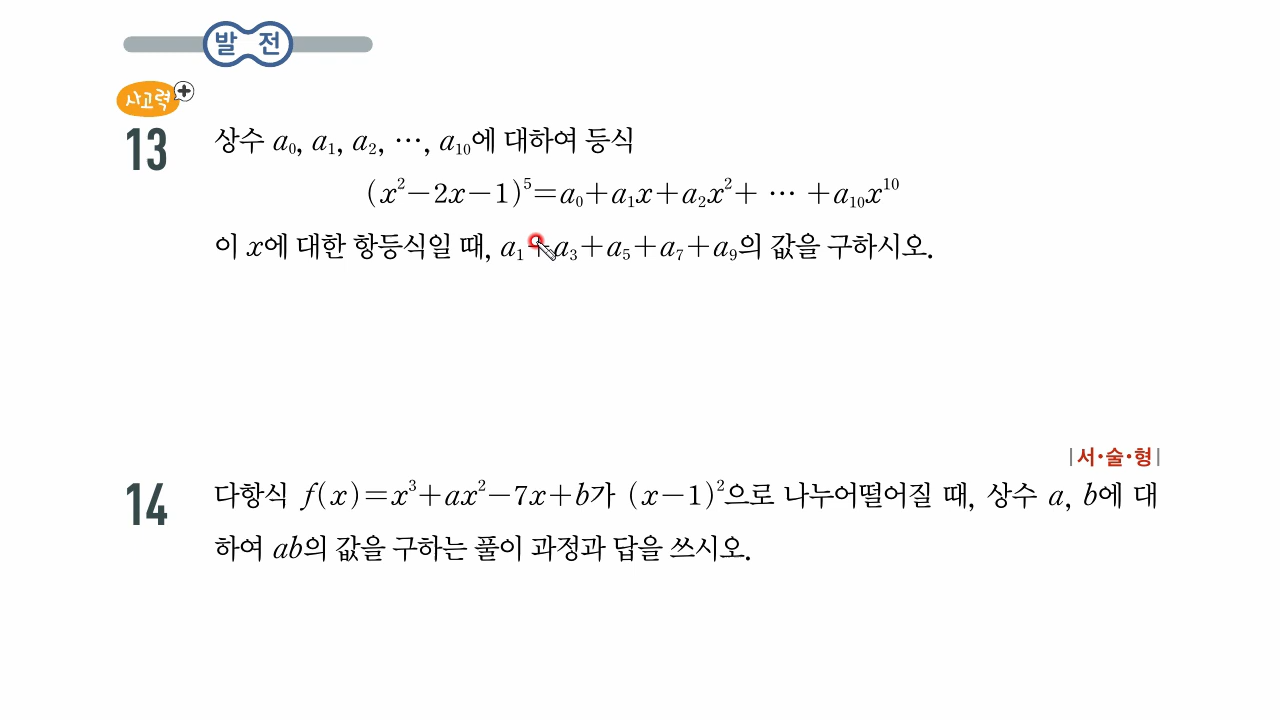 발 전
사고력 +
13 상수 a₀, a₁, a₂, ⋯, a₁₀에 대하여 등식
(x²−2x−1)⁵=a₀+a₁x+a₂x²+ ⋯ +a₁₀x¹⁰
이 x에 대한 항등식일 때, a₁+a₃+a₅+a₇+a₉의 값을 구하시오.
|서·술·형|
14 다항식 f(x)=x³+ax²−7x+b가 (x−1)²으로 나누어떨어질 때, 상수 a, b에 대
하여 ab의 값을 구하는 풀이 과정과 답을 쓰시오.